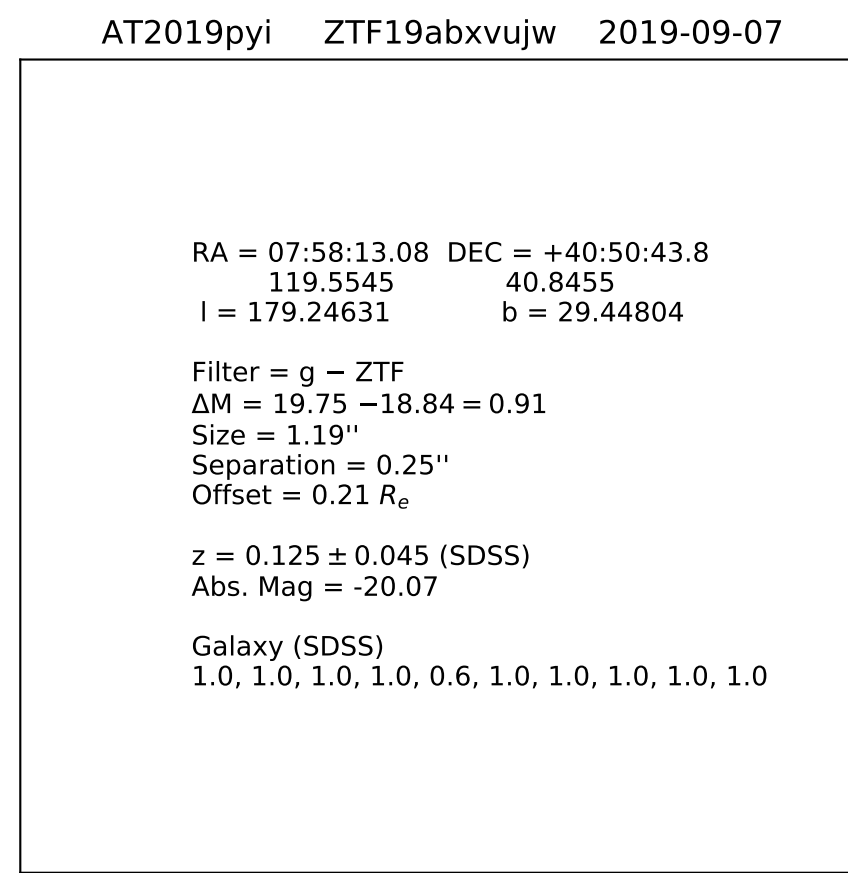 AT2019pyi ZTF19abxvujw 2019-09-07
RA = 07:58:13.08 DEC = +40:50:43.8
119.5545 40.8455
l = 179.24631 b = 29.44804
Filter = g − ZTF
ΔM = 19.75 −18.84 = 0.91
Size = 1.19''
Separation = 0.25''
Offset = 0.21 Re
z = 0.125 ± 0.045 (SDSS)
Abs. Mag = -20.07
Galaxy (SDSS)
1.0, 1.0, 1.0, 1.0, 0.6, 1.0, 1.0, 1.0, 1.0, 1.0